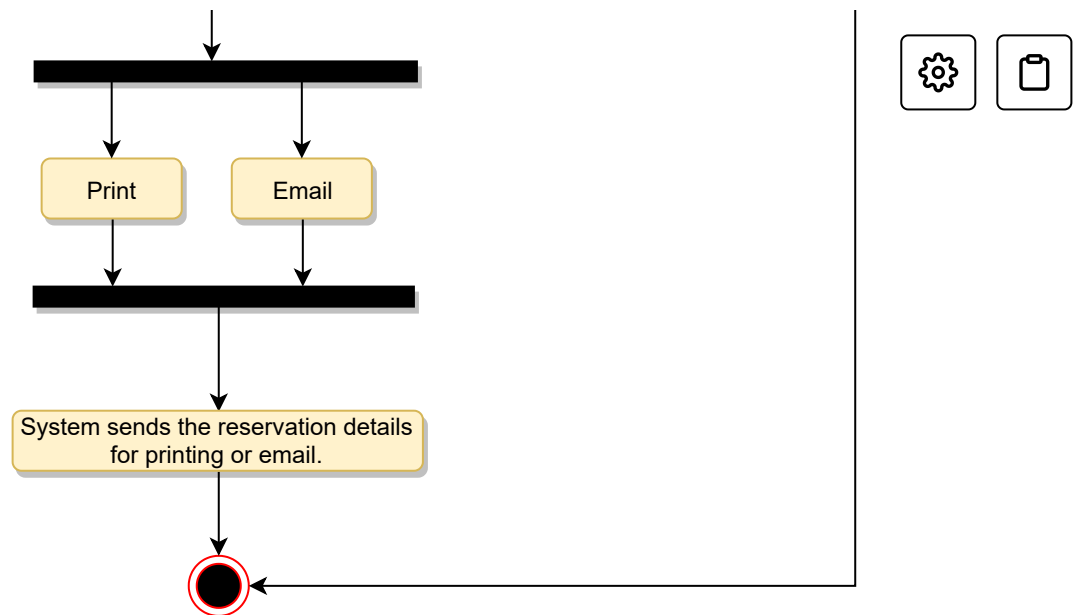 Print
Email
System sends the reservation details
for printing or email.